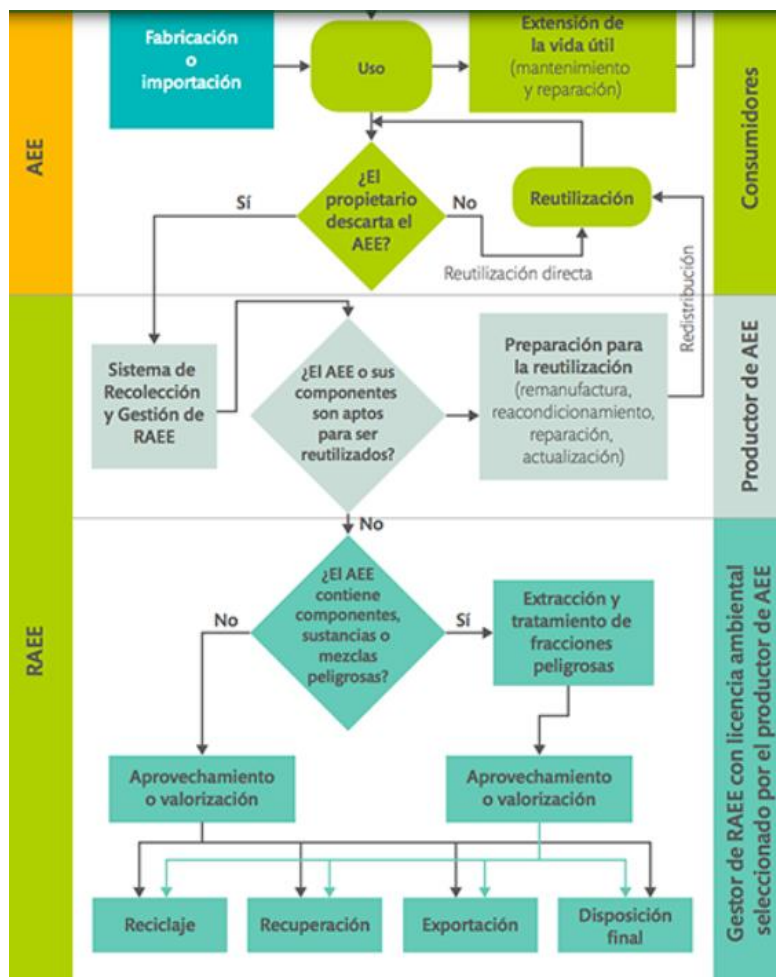 Fabricación
o
importación
Uso
Extensión de
la vida útil
(mantenimiento
y reparación)
AEE
Consumidores
¿El
propietario
descarta el
AEE?
Sí
No
Reutilización
Reutilización directa
Redistribución
Sistema de
Recolección
y Gestión de
RAEE
¿El AEE o sus
componentes
son aptos
para ser
reutilizados?
Preparación para
la reutilización
(remanufactura,
reacondicionamiento,
reparación,
actualización)
Productor de AEE
No
RAEE
¿El AEE
contiene
componentes,
sustancias o
mezclas
peligrosas?
No
Sí
Extracción y
tratamiento de
fracciones
peligrosas
Aprovechamiento
o valorización
Aprovechamiento
o valorización
Reciclaje
Recuperación
Exportación
Disposición
final
Gestor de RAEE con licencia ambiental
seleccionado por el productor de AEE